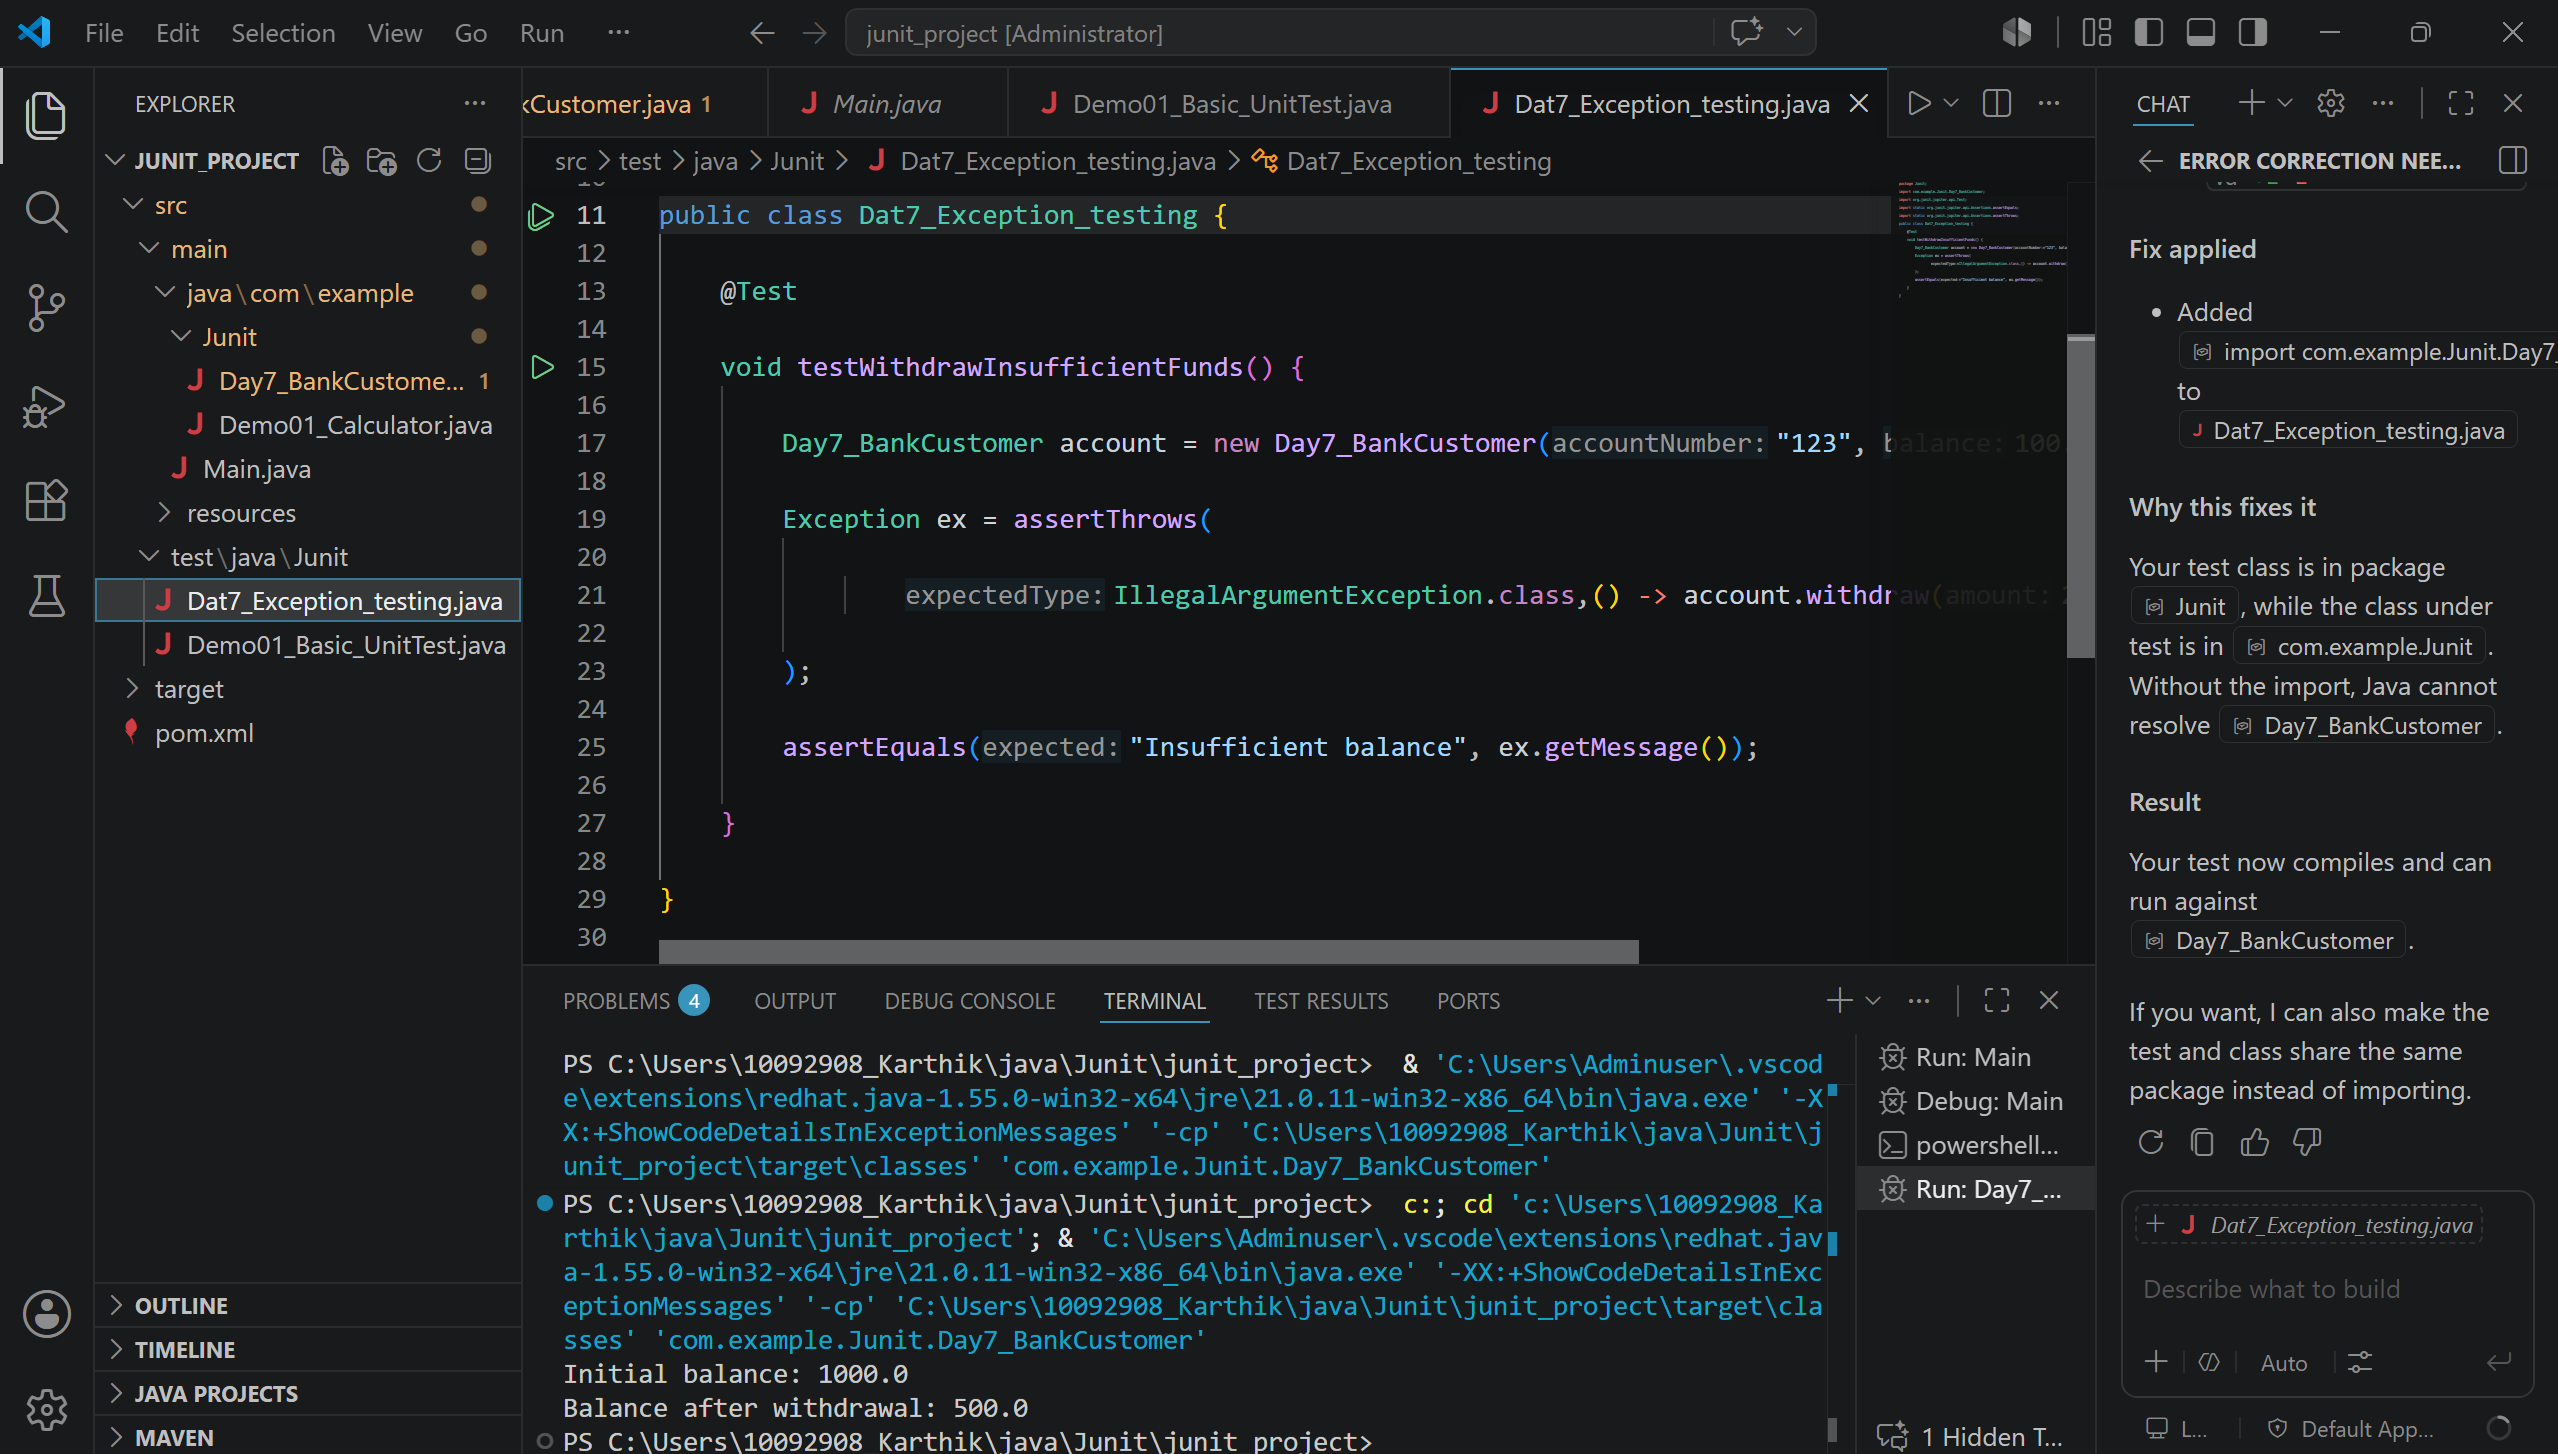 File Edit Selection View Go Run ···
junit_project [Administrator]
EXPLORER
JUNIT_PROJECT
src
main
java\com\example
Junit
Day7_BankCustome... 1
Demo01_Calculator.java
Main.java
resources
test\java\Junit
Dat7_Exception_testing.java
Demo01_Basic_UnitTest.java
target
pom.xml
OUTLINE
TIMELINE
JAVA PROJECTS
MAVEN
kCustomer.java 1
Main.java
Demo01_Basic_UnitTest.java
Dat7_Exception_testing.java
src > test > java > Junit > Dat7_Exception_testing.java > Dat7_Exception_testing
11 public class Dat7_Exception_testing {
12
13 @Test
14
15 void testWithdrawInsufficientFunds() {
16
17 Day7_BankCustomer account = new Day7_BankCustomer(accountNumber: "123", balance: 100
18
19 Exception ex = assertThrows(
20
21 expectedType: IllegalArgumentException.class,() -> account.withdraw(amount: 2
22
23 );
24
25 assertEquals(expected: "Insufficient balance", ex.getMessage());
26
27 }
28
29 }
30
PROBLEMS 4 OUTPUT DEBUG CONSOLE TERMINAL TEST RESULTS PORTS
PS C:\Users\10092908_Karthik\java\Junit\junit_project> & 'C:\Users\Adminuser\.vscod
e\extensions\redhat.java-1.55.0-win32-x64\jre\21.0.11-win32-x86_64\bin\java.exe' '-X
X:+ShowCodeDetailsInExceptionMessages' '-cp' 'C:\Users\10092908_Karthik\java\Junit\j
unit_project\target\classes' 'com.example.Junit.Day7_BankCustomer'
PS C:\Users\10092908_Karthik\java\Junit\junit_project> c:; cd 'c:\Users\10092908_Ka
rthik\java\Junit\junit_project'; & 'C:\Users\Adminuser\.vscode\extensions\redhat.jav
a-1.55.0-win32-x64\jre\21.0.11-win32-x86_64\bin\java.exe' '-XX:+ShowCodeDetailsInExc
eptionMessages' '-cp' 'C:\Users\10092908_Karthik\java\Junit\junit_project\target\cla
sses' 'com.example.Junit.Day7_BankCustomer'
Initial balance: 1000.0
Balance after withdrawal: 500.0
PS C:\Users\10092908_Karthik\java\Junit\junit_project>
Run: Main
Debug: Main
powershell...
Run: Day7_...
1 Hidden T...
CHAT
ERROR CORRECTION NEE...
Fix applied
• Added
import com.example.Junit.Day7_
to
Dat7_Exception_testing.java
Why this fixes it
Your test class is in package
Junit , while the class under
test is in com.example.Junit .
Without the import, Java cannot
resolve Day7_BankCustomer .
Result
Your test now compiles and can
run against
Day7_BankCustomer .
If you want, I can also make the
test and class share the same
package instead of importing.
Dat7_Exception_testing.java
Describe what to build
Auto
L...
Default App...